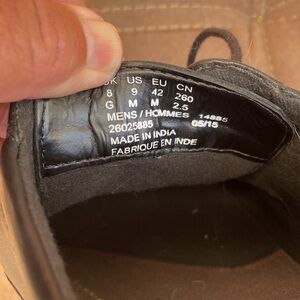 UK US EU CN
8 9 42 260
G M M 2.5
MENS / HOMMES 14885
26025885 05/15
MADE IN INDIA
FABRIQUE EN INDE